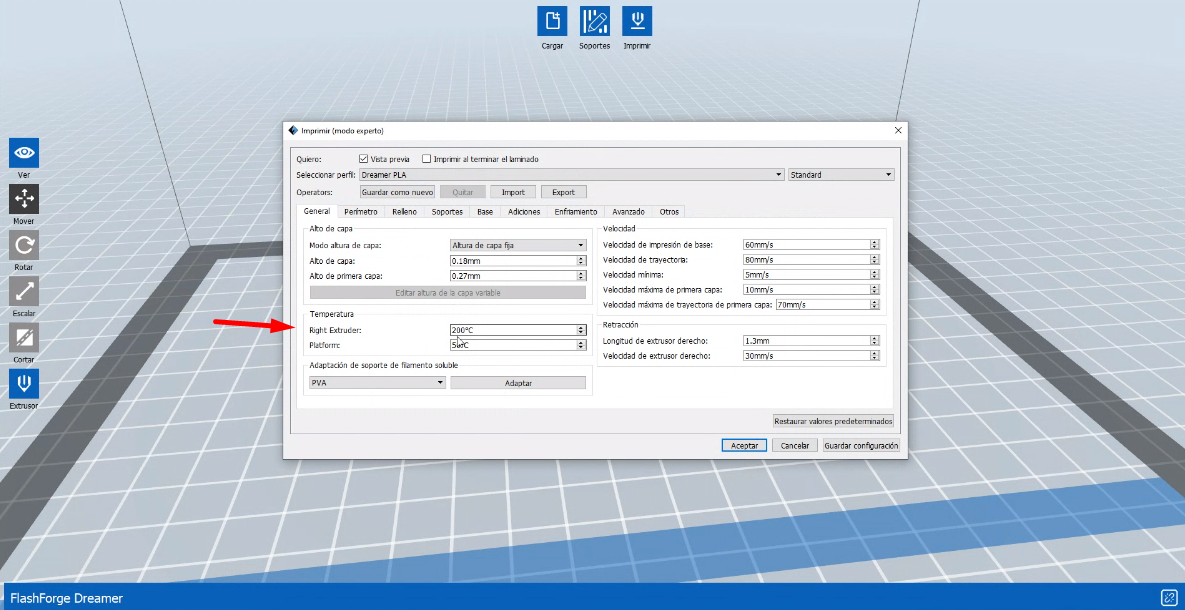 Cargar Soportes Imprimir
Ver
Mover
Rotar
Escalar
Cortar
Extrusor
Imprimir (modo experto)
Quiero: Vista previa Imprimir al terminar el laminado
Seleccionar perfil: Dreamer PLA Standard
Operators: Guardar como nuevo Quitar Import Export
General Perímetro Relleno Soportes Base Adiciones Enfriamiento Avanzado Otros
Alto de capa
Modo altura de capa: Altura de capa fija
Alto de capa: 0.18mm
Alto de primera capa: 0.27mm
Editar altura de la capa variable
Temperatura
Right Extruder: 200°C
Platform:
Adaptación de soporte de filamento soluble
PVA Adaptar
Velocidad
Velocidad de impresión de base: 60mm/s
Velocidad de trayectoria: 80mm/s
Velocidad mínima: 5mm/s
Velocidad máxima de primera capa: 10mm/s
Velocidad máxima de trayectoria de primera capa: 70mm/s
Retracción
Longitud de extrusor derecho: 1.3mm
Velocidad de extrusor derecho: 30mm/s
Restaurar valores predeterminados
Aceptar Cancelar Guardar configuración
FlashForge Dreamer